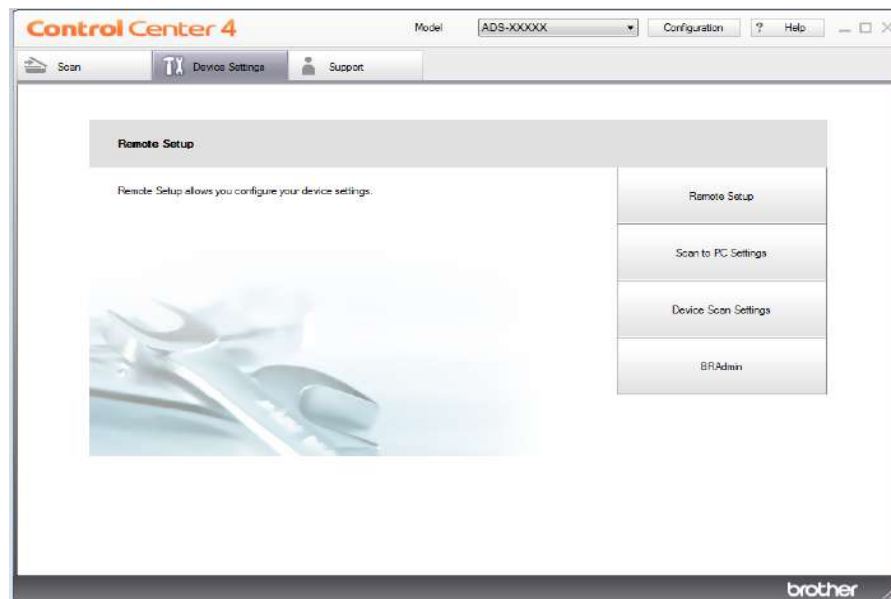 Control Center 4
Model
ADS-XXXXX
Configuration
? Help
Scan
Device Settings
Support
Remote Setup
Remote Setup allows you configure your device settings.
Remote Setup
Scan to PC Settings
Device Scan Settings
BRAdmin
brother